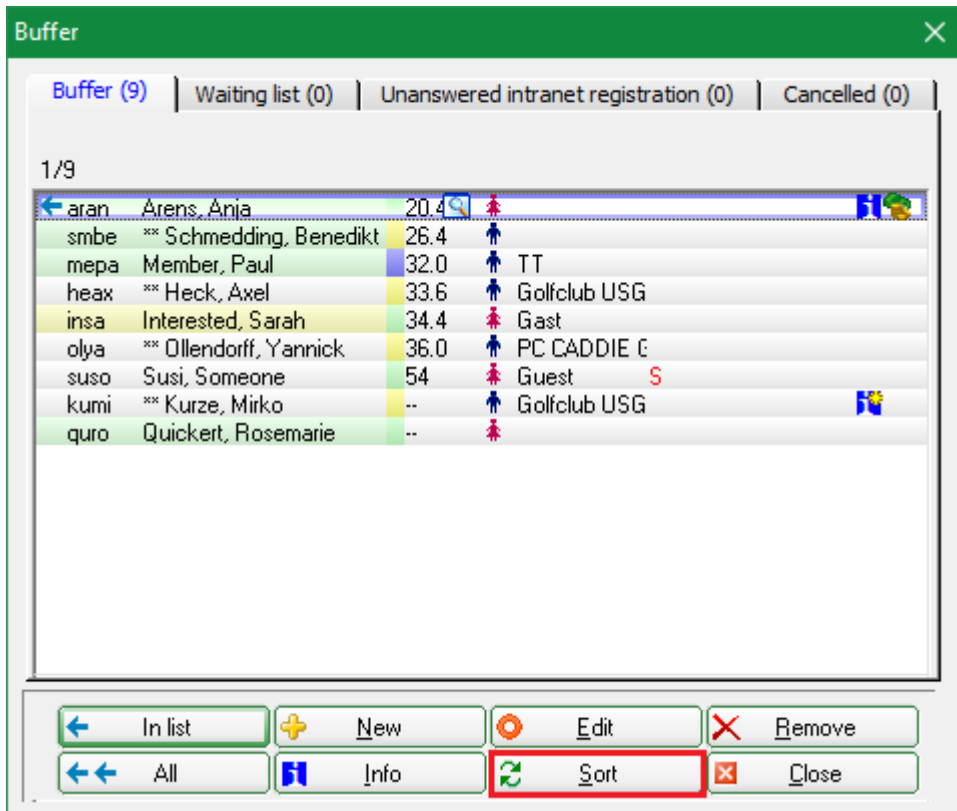 Buffer
Buffer (9) Waiting list (0) Unanswered intranet registration (0) Cancelled (0)
1/9
aran Arens, Anja 20.4
smbe ** Schmedding, Benedikt 26.4
mepa Member, Paul 32.0 TT
heax ** Heck, Axel 33.6 Golfclub USG
insa Interested, Sarah 34.4 Gast
olya ** Ollendorff, Yannick 36.0 PC CADDIE G
suso Susi, Someone 54 Guest S
kumi ** Kurze, Mirko -- Golfclub USG
quro Quickert, Rosemarie --
In list New Edit Remove
All Info Sort Close